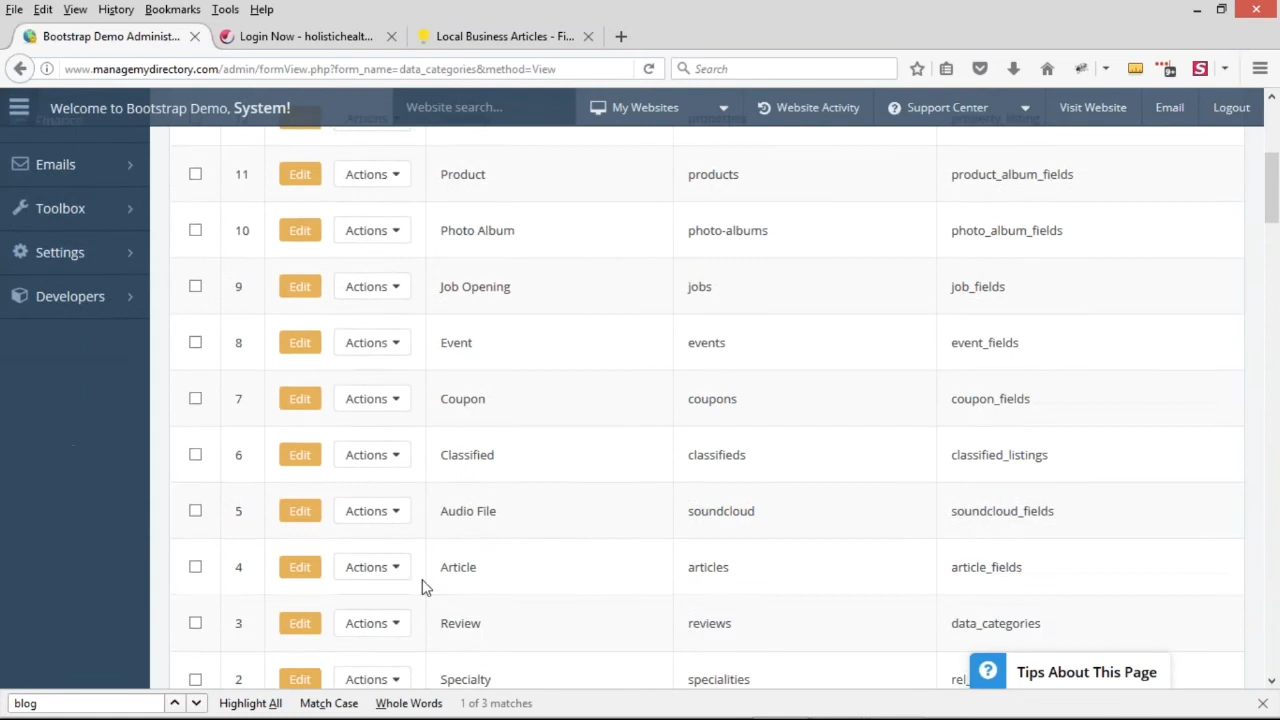 File Edit View History Bookmarks Tools Help
Bootstrap Demo Administ... Login Now - holistichealt... Local Business Articles - Fi...
www.managemydirectory.com/admin/formView.php?form_name=data_categories&method=View Search
Welcome to Bootstrap Demo, System! Website search... My Websites Website Activity Support Center Visit Website Email Logout
Finance Actions properties property_listing
Emails
Toolbox
Settings
Developers
11 Edit Actions Product products product_album_fields
10 Edit Actions Photo Album photo-albums photo_album_fields
9 Edit Actions Job Opening jobs job_fields
8 Edit Actions Event events event_fields
7 Edit Actions Coupon coupons coupon_fields
6 Edit Actions Classified classifieds classified_listings
5 Edit Actions Audio File soundcloud soundcloud_fields
4 Edit Actions Article articles article_fields
3 Edit Actions Review reviews data_categories
2 Edit Actions Specialty specialities rel_
Tips About This Page
blog Highlight All Match Case Whole Words 1 of 3 matches